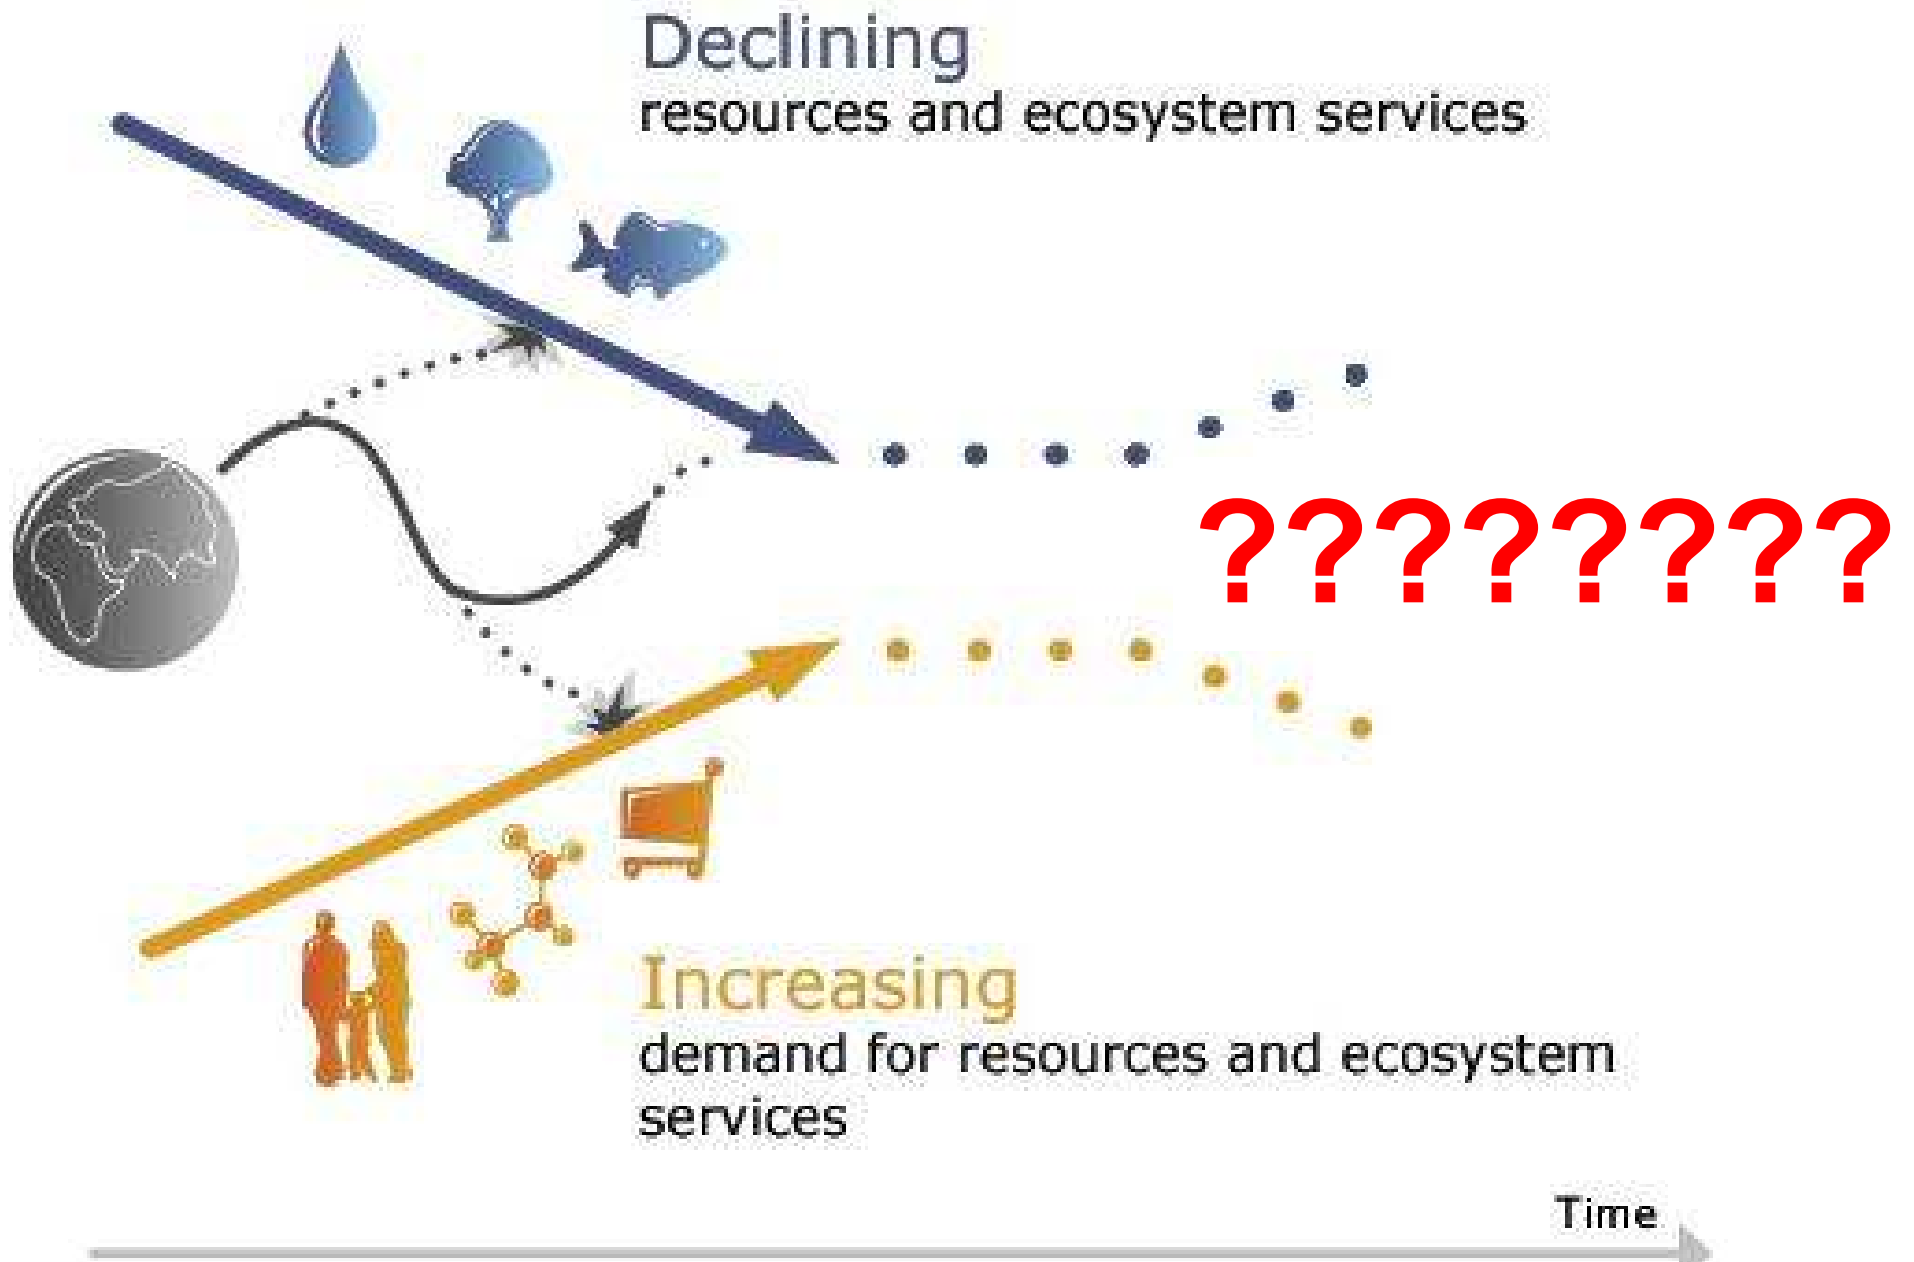 Declining
resources and ecosystem services
????????
Increasing
demand for resources and ecosystem
services
Time